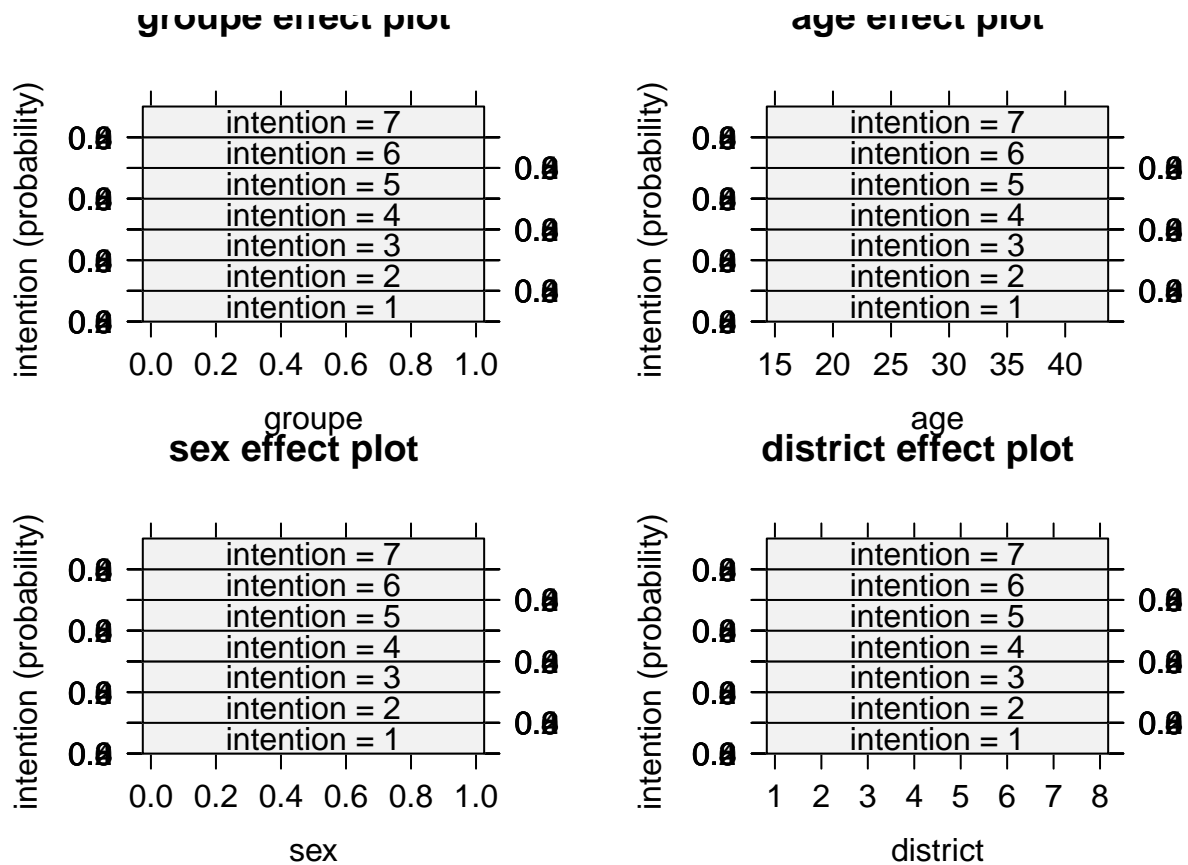 groupe effect plot
intention (probability)
intention = 7
intention = 6
intention = 5
intention = 4
intention = 3
intention = 2
intention = 1
0.0 0.2 0.4 0.6 0.8 1.0
groupe
age effect plot
intention (probability)
intention = 7
intention = 6
intention = 5
intention = 4
intention = 3
intention = 2
intention = 1
15 20 25 30 35 40
age
sex effect plot
intention (probability)
intention = 7
intention = 6
intention = 5
intention = 4
intention = 3
intention = 2
intention = 1
0.0 0.2 0.4 0.6 0.8 1.0
sex
district effect plot
intention (probability)
intention = 7
intention = 6
intention = 5
intention = 4
intention = 3
intention = 2
intention = 1
1 2 3 4 5 6 7 8
district